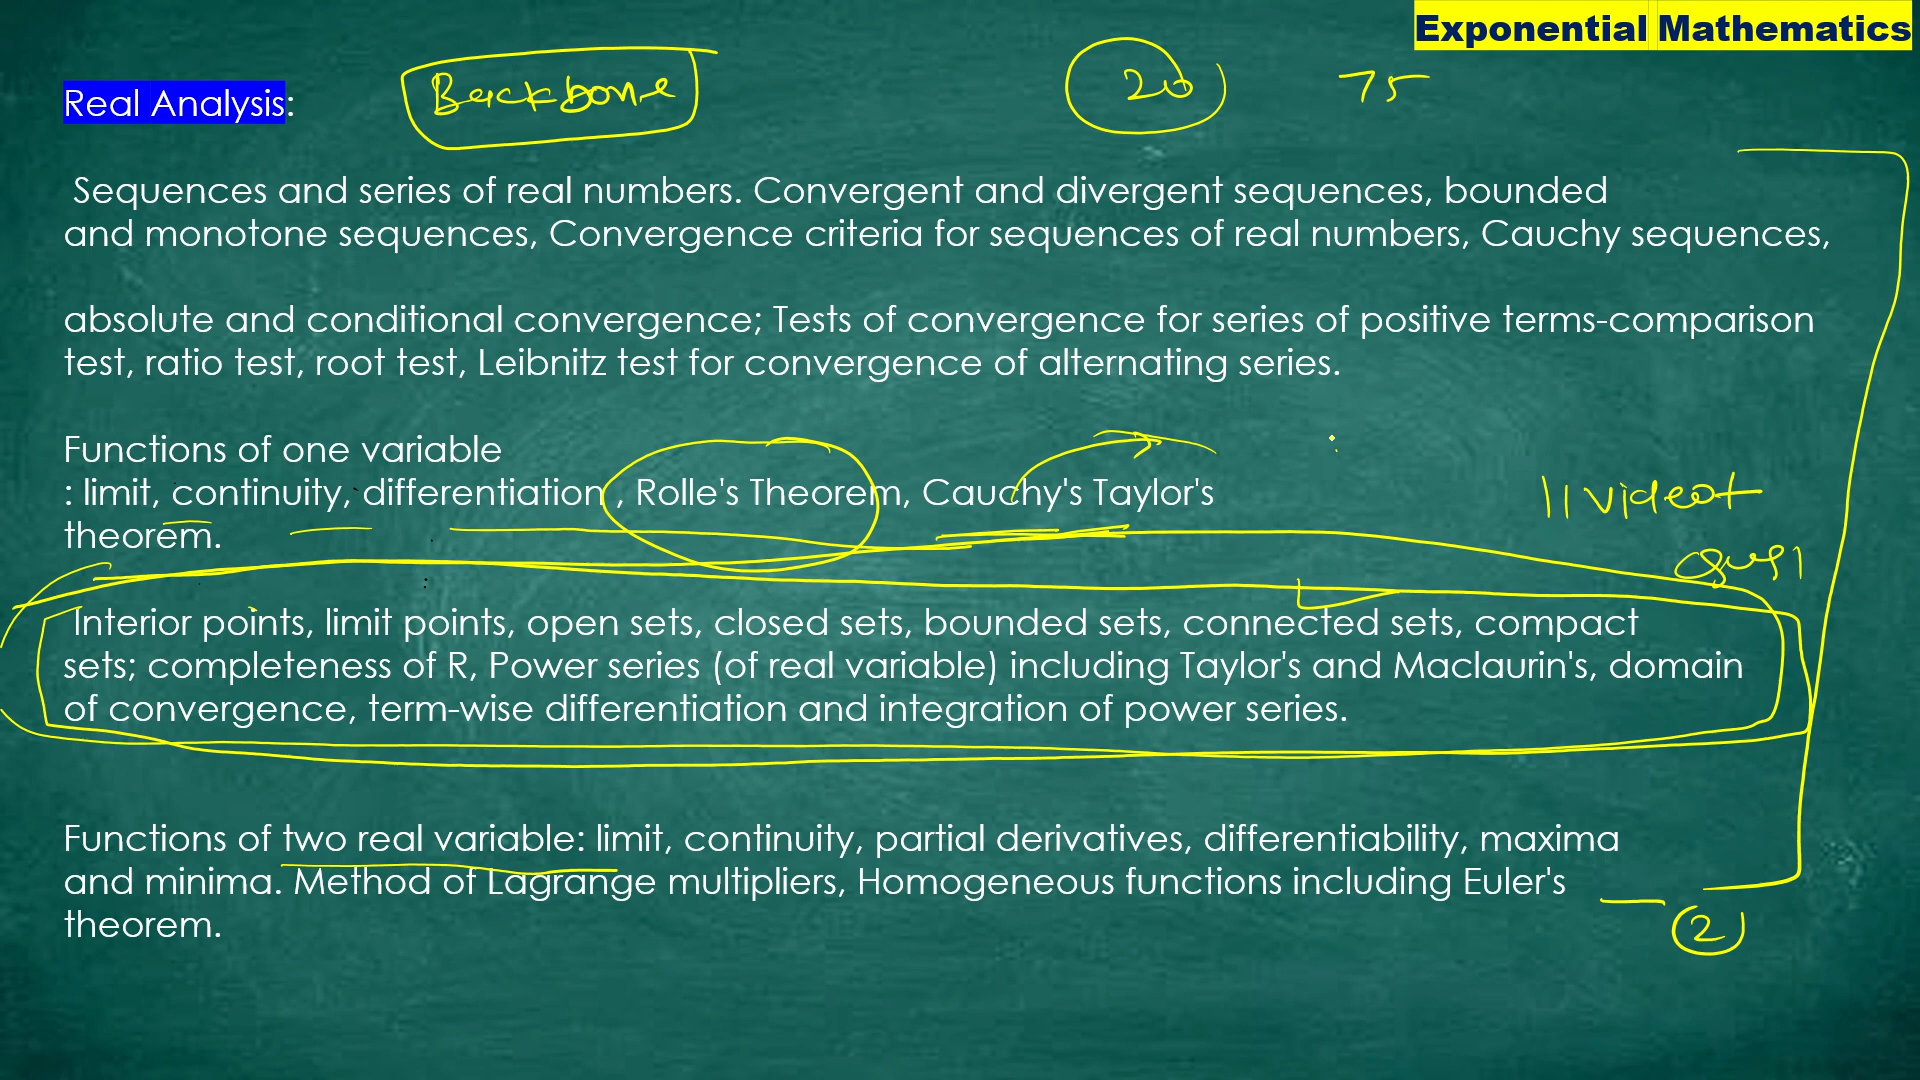 Exponential Mathematics
Real Analysis:
Backbone
20
75
Sequences and series of real numbers. Convergent and divergent sequences, bounded
and monotone sequences, Convergence criteria for sequences of real numbers, Cauchy sequences,
absolute and conditional convergence; Tests of convergence for series of positive terms-comparison
test, ratio test, root test, Leibnitz test for convergence of alternating series.
Functions of one variable
: limit, continuity, differentiation , Rolle's Theorem, Cauchy's Taylor's
theorem.
11 video+
Interior points, limit points, open sets, closed sets, bounded sets, connected sets, compact
sets; completeness of R, Power series (of real variable) including Taylor's and Maclaurin's, domain
of convergence, term-wise differentiation and integration of power series.
Functions of two real variable: limit, continuity, partial derivatives, differentiability, maxima
and minima. Method of Lagrange multipliers, Homogeneous functions including Euler's
theorem.
2